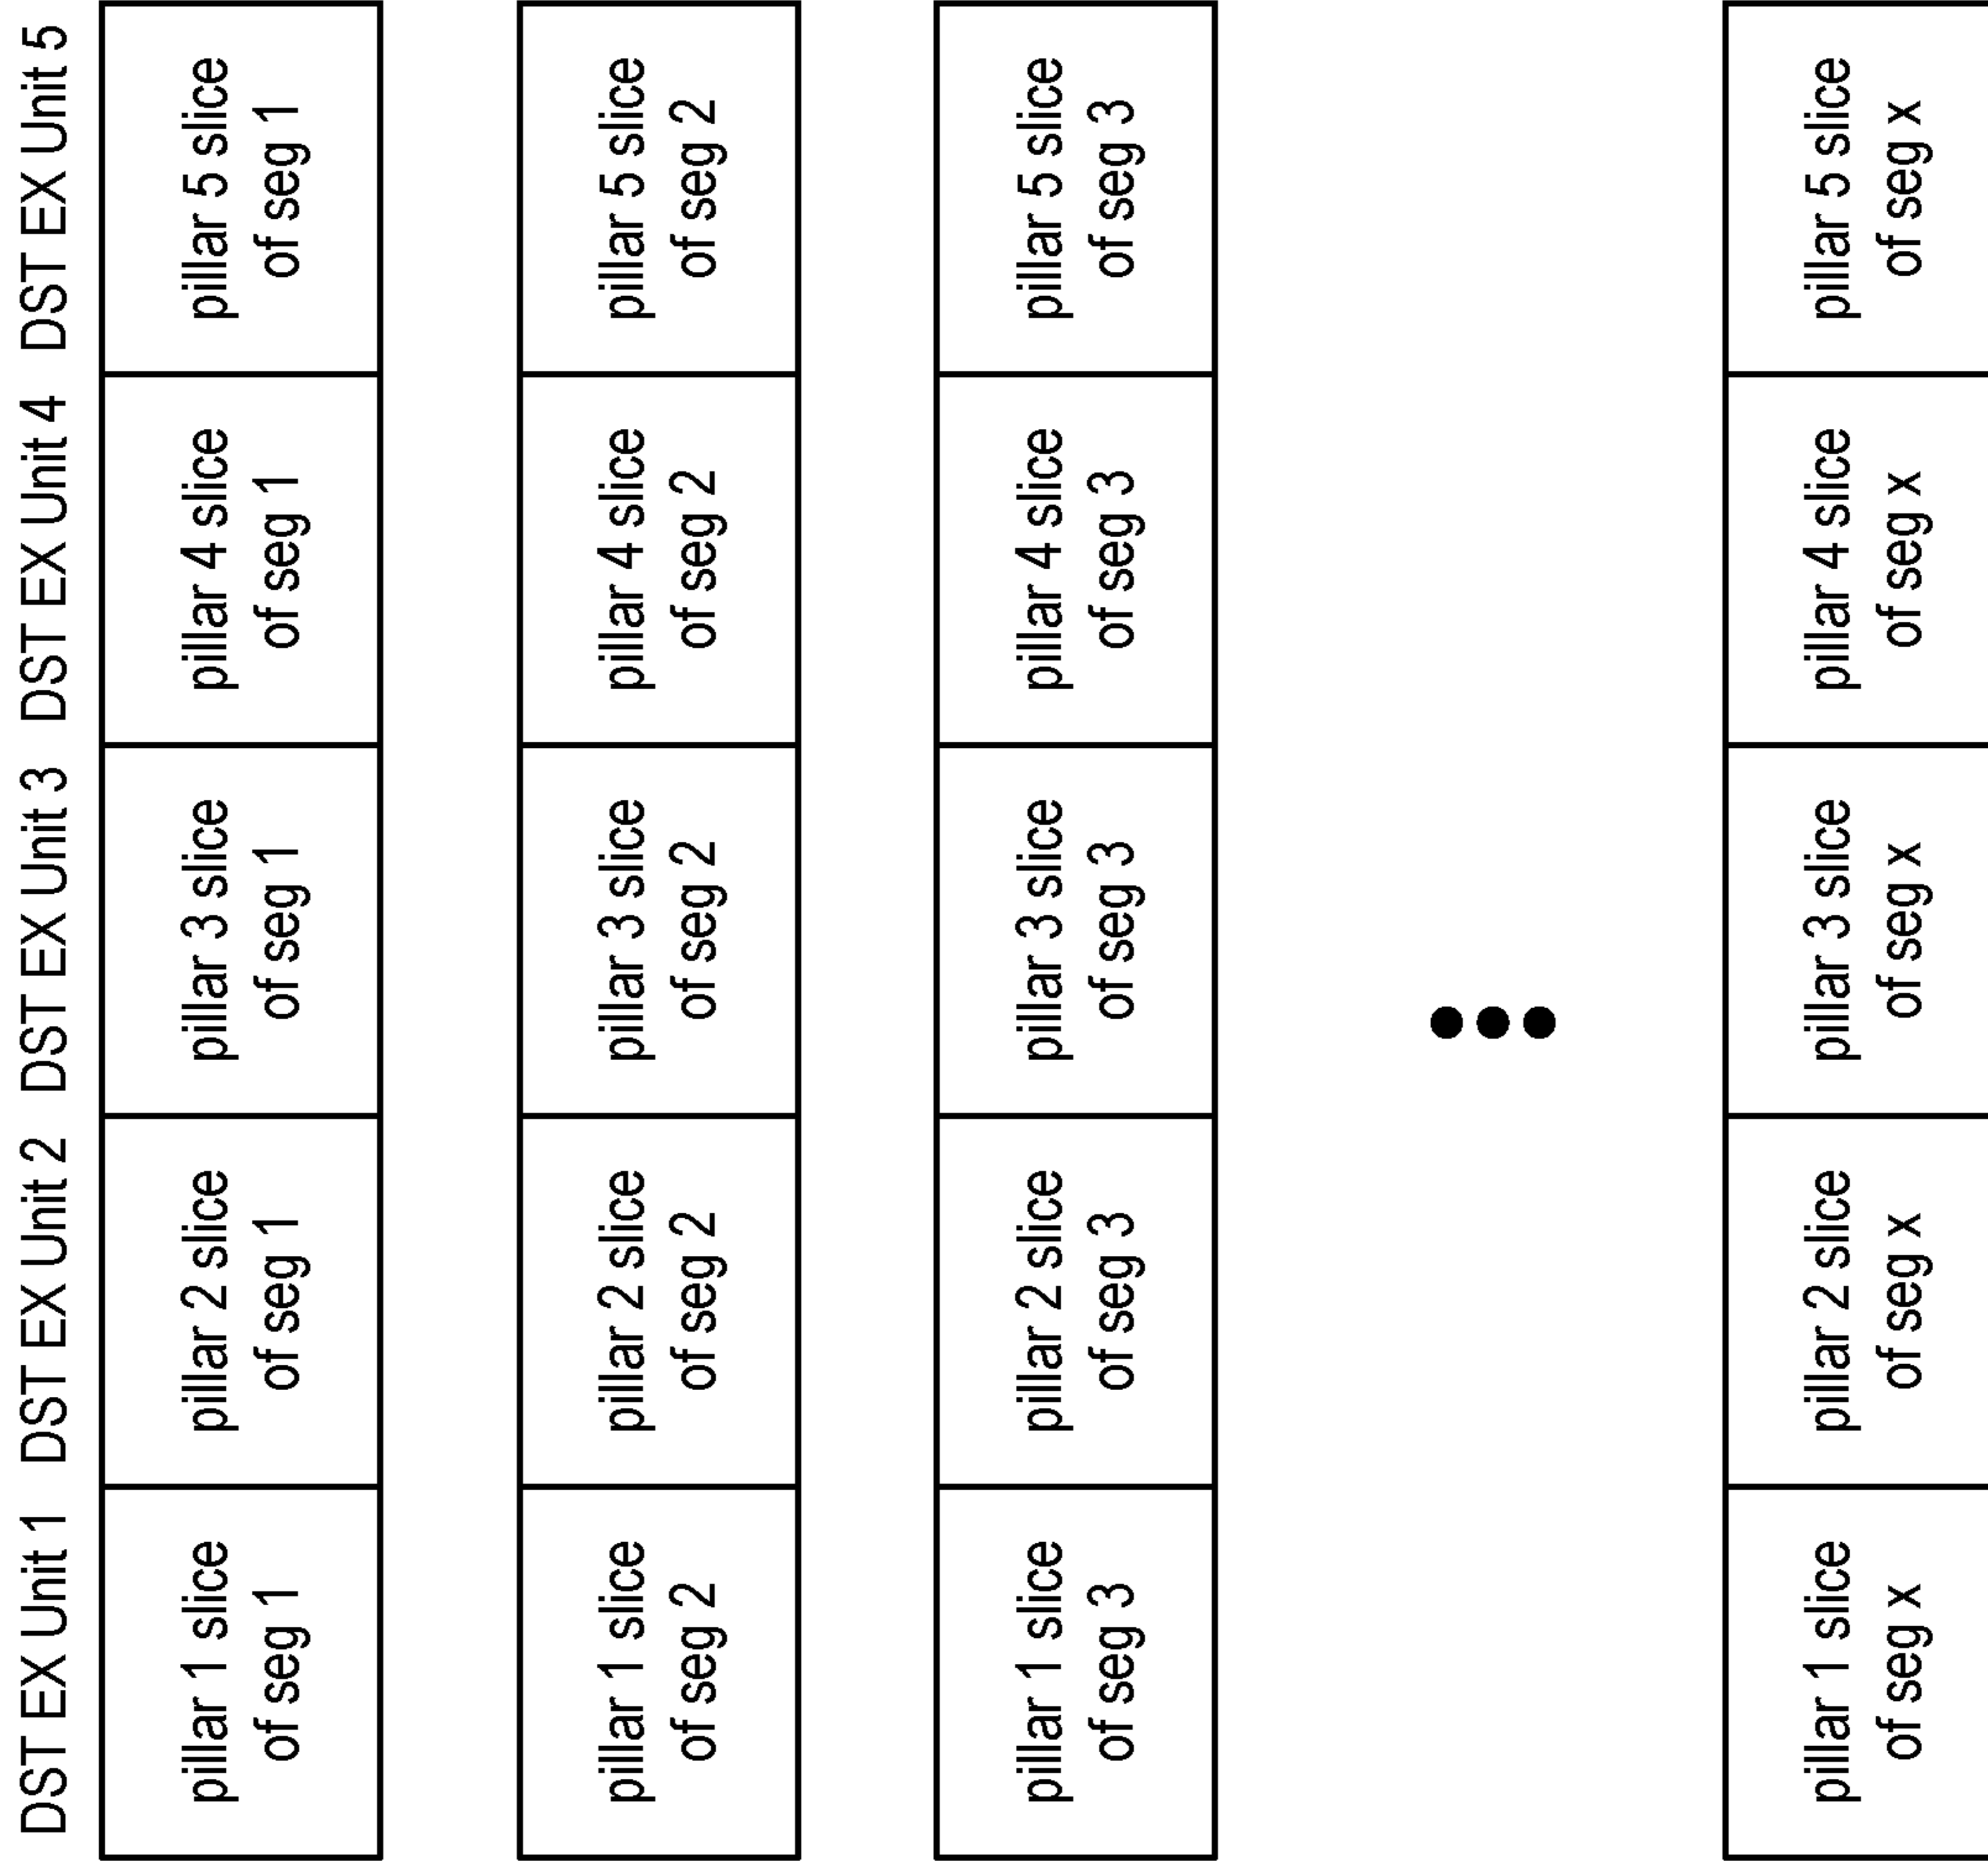 DST EX Unit 1
DST EX Unit 2
DST EX Unit 3
DST EX Unit 4
DST EX Unit 5
pillar 1 slice
of seg 1
pillar 2 slice
of seg 1
pillar 3 slice
of seg 1
pillar 4 slice
of seg 1
pillar 5 slice
of seg 1
pillar 1 slice
of seg 2
pillar 2 slice
of seg 2
pillar 3 slice
of seg 2
pillar 4 slice
of seg 2
pillar 5 slice
of seg 2
pillar 1 slice
of seg 3
pillar 2 slice
of seg 3
pillar 3 slice
of seg 3
pillar 4 slice
of seg 3
pillar 5 slice
of seg 3
pillar 1 slice
of seg x
pillar 2 slice
of seg x
pillar 3 slice
of seg x
pillar 4 slice
of seg x
pillar 5 slice
of seg x